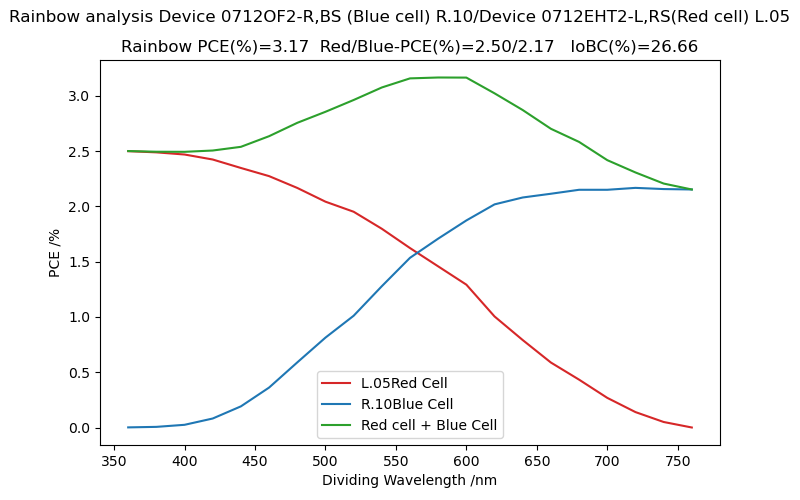 Rainbow analysis Device 0712OF2-R,BS (Blue cell) R.10/Device 0712EHT2-L,RS(Red cell) L.05
Rainbow PCE(%)=3.17  Red/Blue-PCE(%)=2.50/2.17   IoBC(%)=26.66
PCE /%
3.0
2.5
2.0
1.5
1.0
0.5
0.0
L.05Red Cell
R.10Blue Cell
Red cell + Blue Cell
350 400 450 500 550 600 650 700 750
Dividing Wavelength /nm